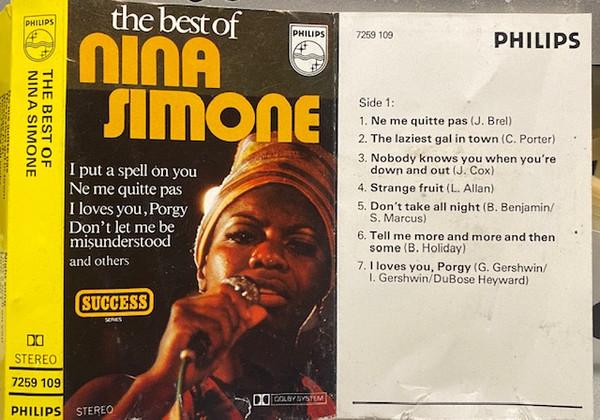 PHILIPS
THE BEST OF
NINA SIMONE
STEREO
7259 109
PHILIPS
the best of
NINA
SIMONE
PHILIPS
I put a spell on you
Ne me quitte pas
I loves you, Porgy
Don't let me be
misunderstood
and others
SUCCESS
SERIES
STEREO
DOLBY SYSTEM
7259 109
PHILIPS
Side 1:
1. Ne me quitte pas (J. Brel)
2. The laziest gal in town (C. Porter)
3. Nobody knows you when you're
down and out (J. Cox)
4. Strange fruit (L. Allan)
5. Don't take all night (B. Benjamin/
S. Marcus)
6. Tell me more and more and then
some (B. Holiday)
7. I loves you, Porgy (G. Gershwin/
I. Gershwin/DuBose Heyward)